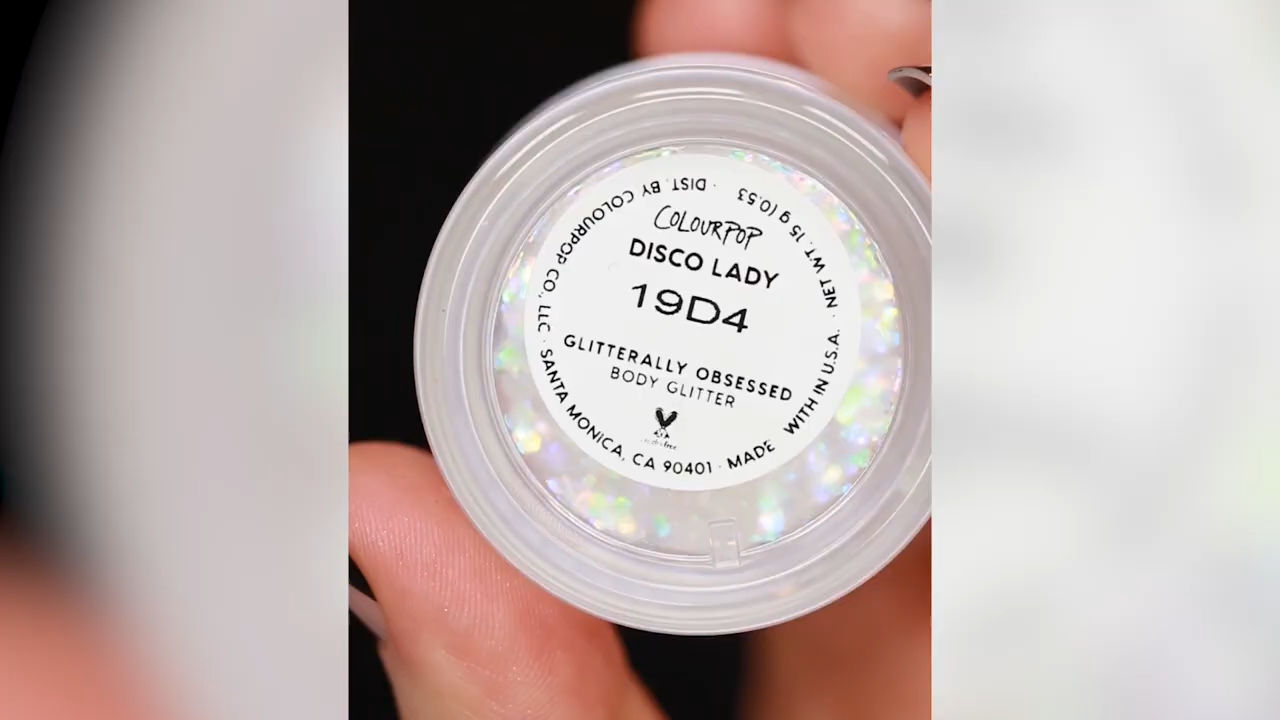 COLOURPOP
DISCO LADY
19D4
GLITTERALLY OBSESSED
BODY GLITTER
NET WT. 15 g (0.53 · DIST. BY COLOURPOP CO., LLC · SANTA MONICA, CA 90401 · MADE WITH IN U.S.A. ·